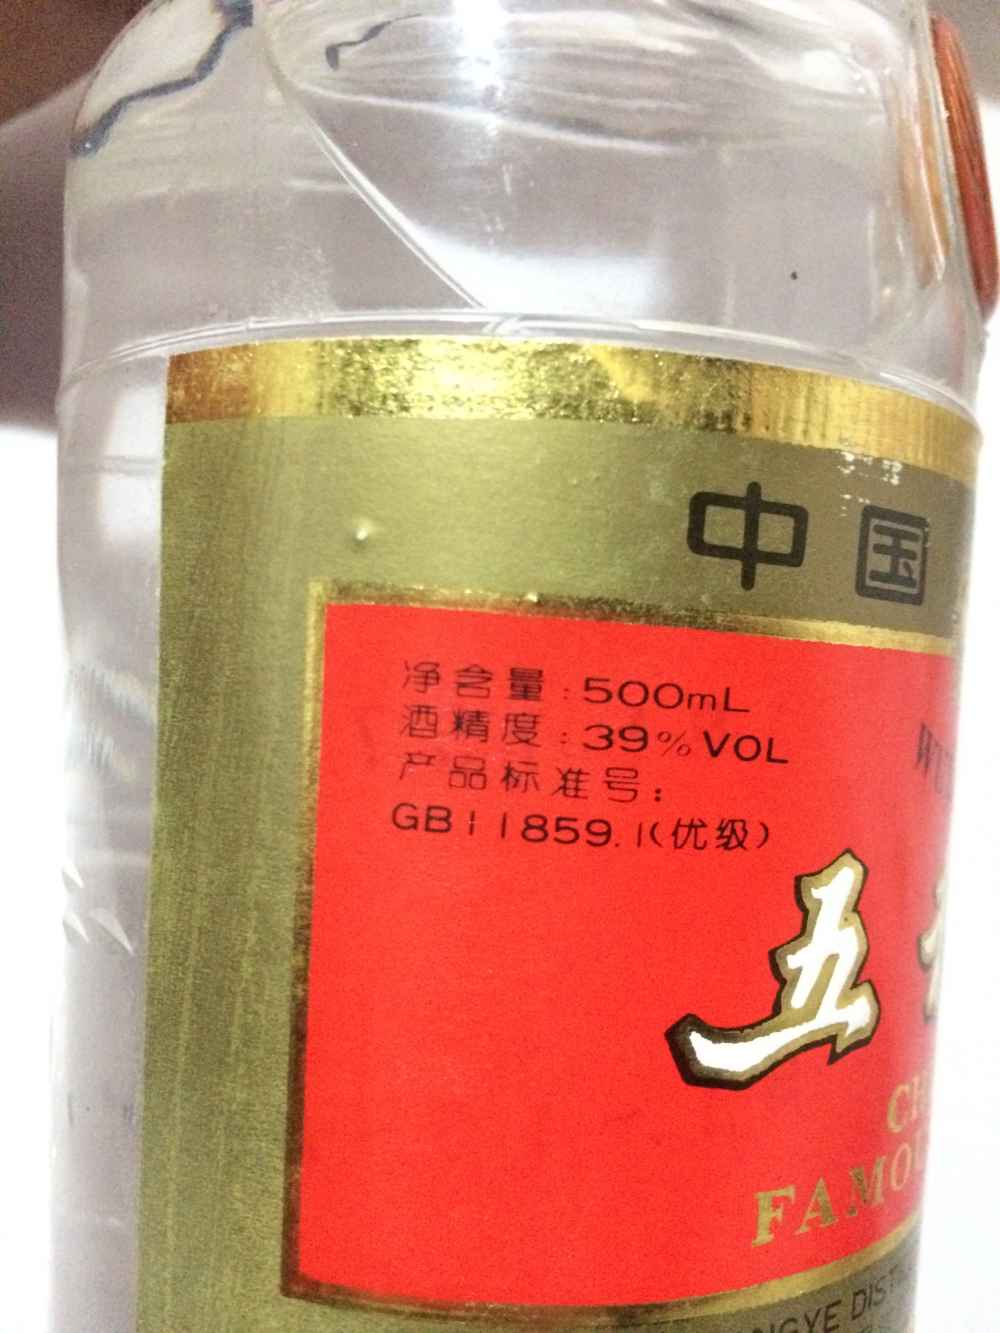 中国
净含量:500mL
酒精度:39%VOL
产品标准号:
GB11859.1(优级)
五